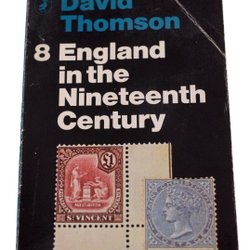 David
Thomson
8 England
in the
Nineteenth
Century
£1
ST VINCENT